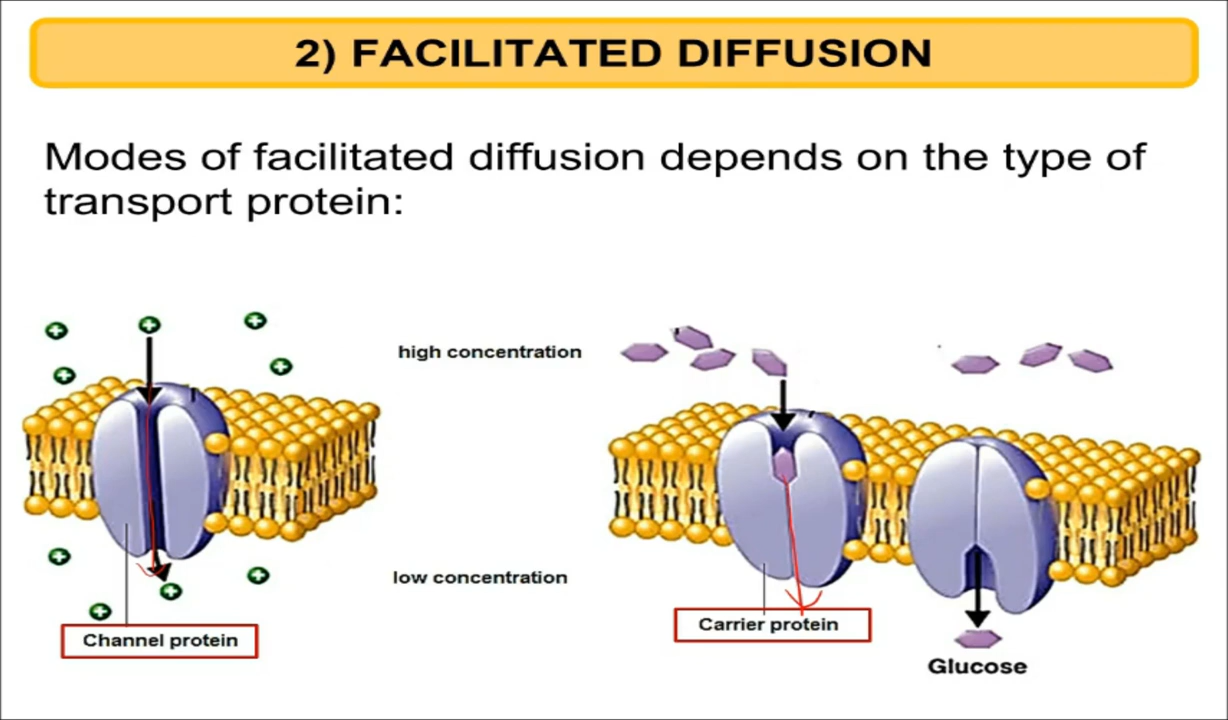 2) FACILITATED DIFFUSION
Modes of facilitated diffusion depends on the type of
transport protein:
high concentration
low concentration
Channel protein
Carrier protein
Glucose